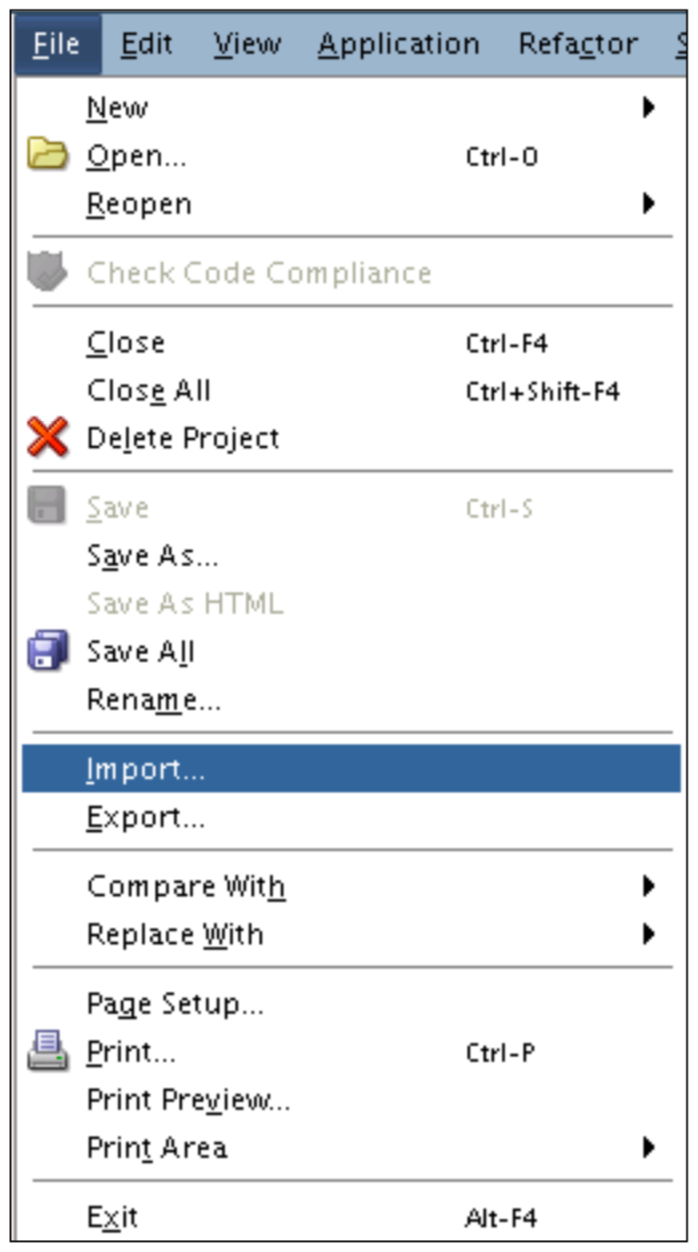 File Edit View Application Refactor
New
Open... Ctrl-O
Reopen
Check Code Compliance
Close Ctrl-F4
Close All Ctrl+Shift-F4
Delete Project
Save Ctrl-S
Save As...
Save As HTML
Save All
Rename...
Import...
Export...
Compare With
Replace With
Page Setup...
Print... Ctrl-P
Print Preview...
Print Area
Exit Alt-F4